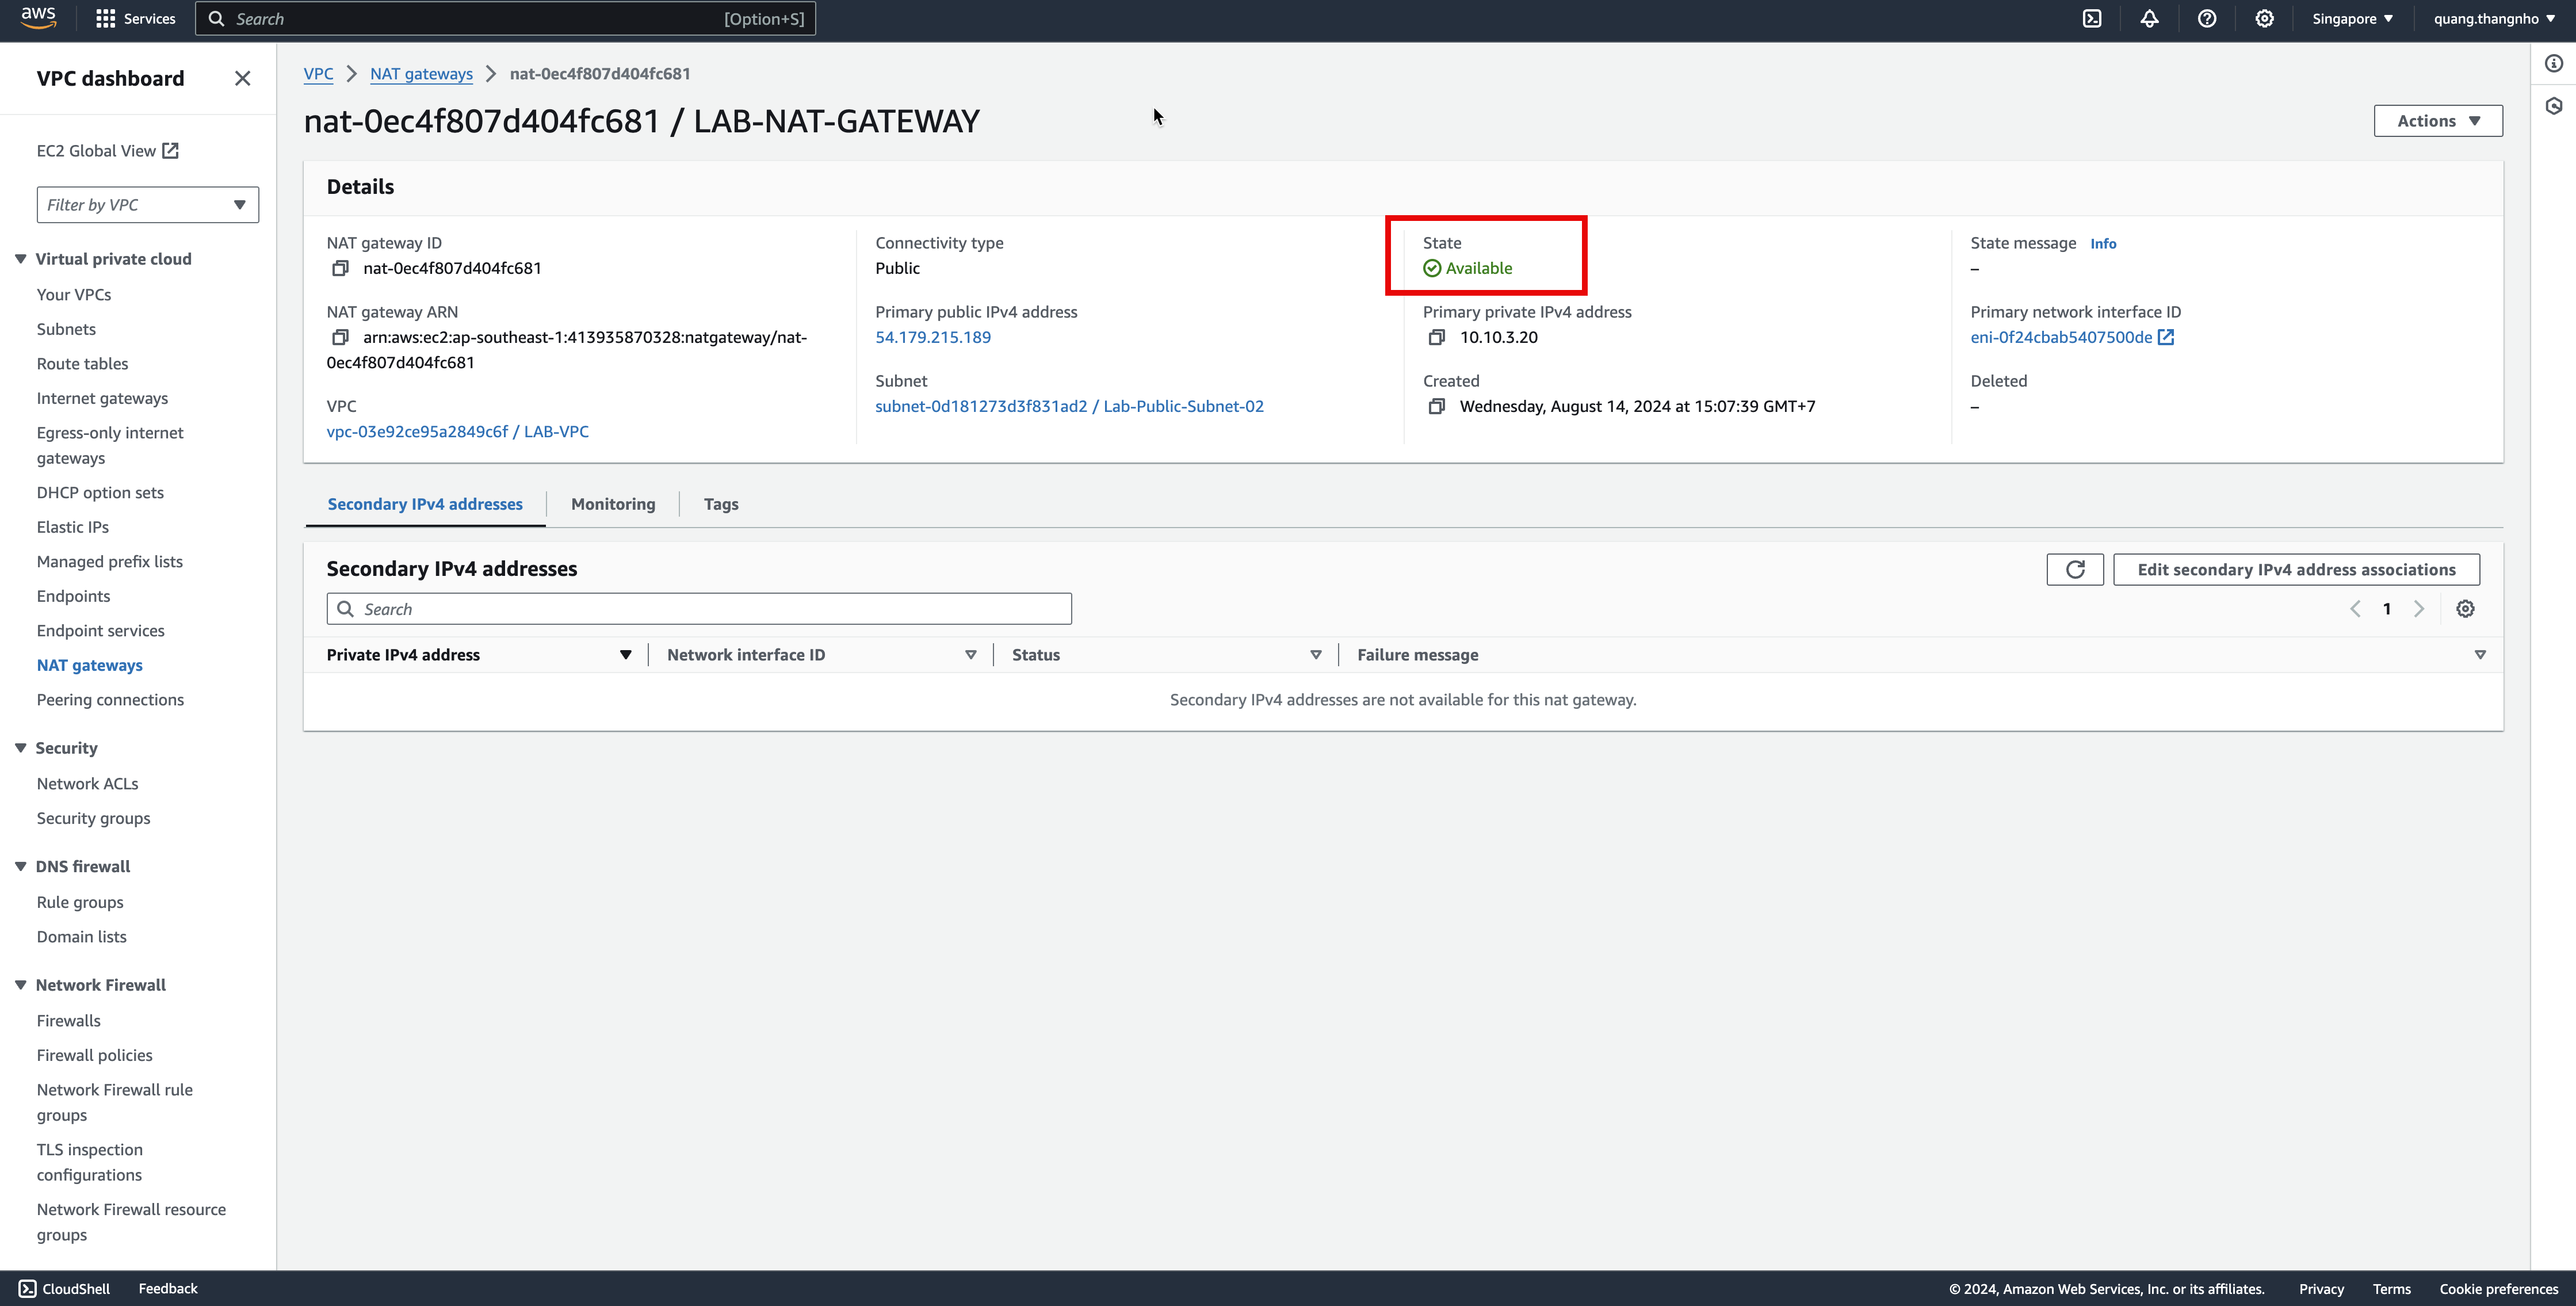 aws
Services
Search
[Option+S]
Singapore ▼
quang.thangnho ▼
VPC dashboard
EC2 Global View
Filter by VPC
Virtual private cloud
Your VPCs
Subnets
Route tables
Internet gateways
Egress-only internet
gateways
DHCP option sets
Elastic IPs
Managed prefix lists
Endpoints
Endpoint services
NAT gateways
Peering connections
Security
Network ACLs
Security groups
DNS firewall
Rule groups
Domain lists
Network Firewall
Firewalls
Firewall policies
Network Firewall rule
groups
TLS inspection
configurations
Network Firewall resource
groups
VPC > NAT gateways > nat-0ec4f807d404fc681
nat-0ec4f807d404fc681 / LAB-NAT-GATEWAY
Actions ▼
Details
NAT gateway ID
nat-0ec4f807d404fc681
NAT gateway ARN
arn:aws:ec2:ap-southeast-1:413935870328:natgateway/nat-
0ec4f807d404fc681
VPC
vpc-03e92ce95a2849c6f / LAB-VPC
Connectivity type
Public
Primary public IPv4 address
54.179.215.189
Subnet
subnet-0d181273d3f831ad2 / Lab-Public-Subnet-02
State
Available
Primary private IPv4 address
10.10.3.20
Created
Wednesday, August 14, 2024 at 15:07:39 GMT+7
State message Info
–
Primary network interface ID
eni-0f24cbab5407500de
Deleted
–
Secondary IPv4 addresses
Monitoring
Tags
Secondary IPv4 addresses
Edit secondary IPv4 address associations
Search
1
Private IPv4 address
Network interface ID
Status
Failure message
Secondary IPv4 addresses are not available for this nat gateway.
CloudShell
Feedback
© 2024, Amazon Web Services, Inc. or its affiliates.
Privacy
Terms
Cookie preferences